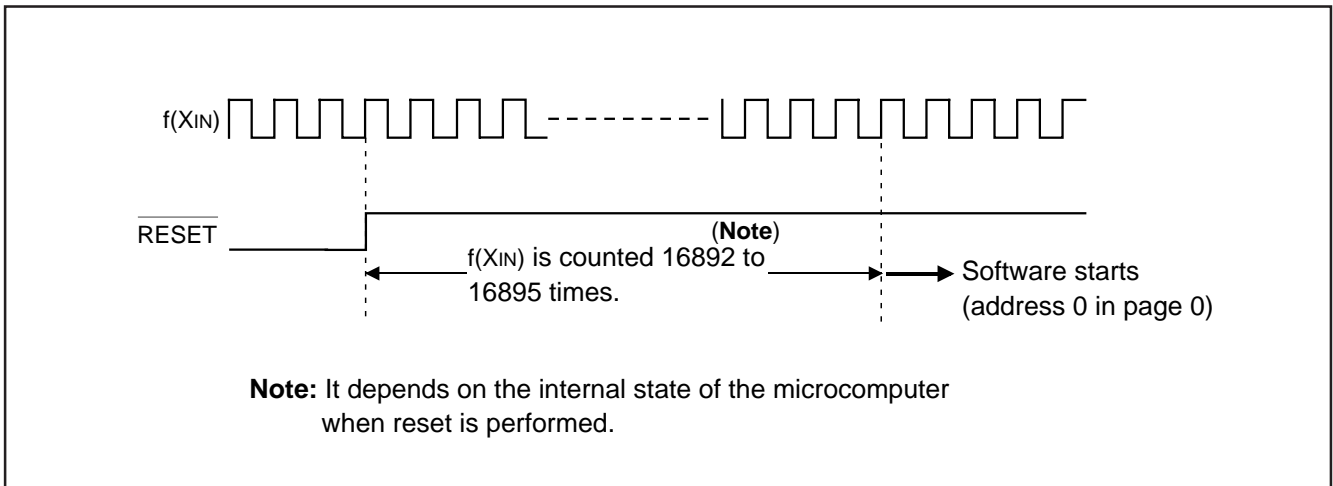 f(XIN)
RESET
(Note)
f(XIN) is counted 16892 to
16895 times.
Software starts
(address 0 in page 0)
Note: It depends on the internal state of the microcomputer
when reset is performed.